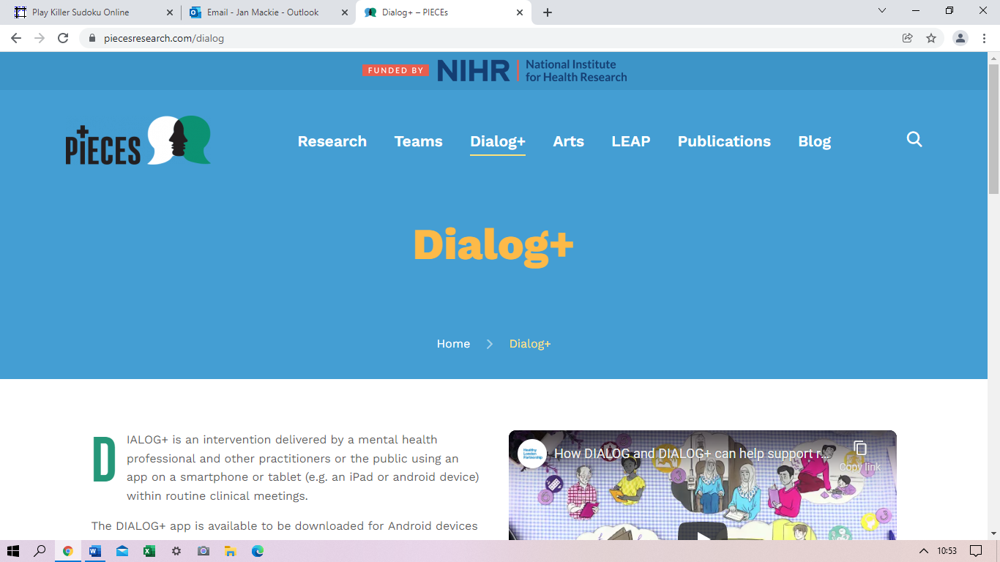 Play Killer Sudoku Online
Email - Jan Mackie - Outlook
Dialog+ – PIECEs
piecesresearch.com/dialog
FUNDED BY NIHR National Institute
for Health Research
PiECES
Research Teams Dialog+ Arts LEAP Publications Blog
Dialog+
Home Dialog+
DIALOG+ is an intervention delivered by a mental health
professional and other practitioners or the public using an
app on a smartphone or tablet (e.g. an iPad or android device)
within routine clinical meetings.
The DIALOG+ app is available to be downloaded for Android devices
Healthy
London
Partnership
How DIALOG and DIALOG+ can help support r...
Copy link
3
6
3
10:53